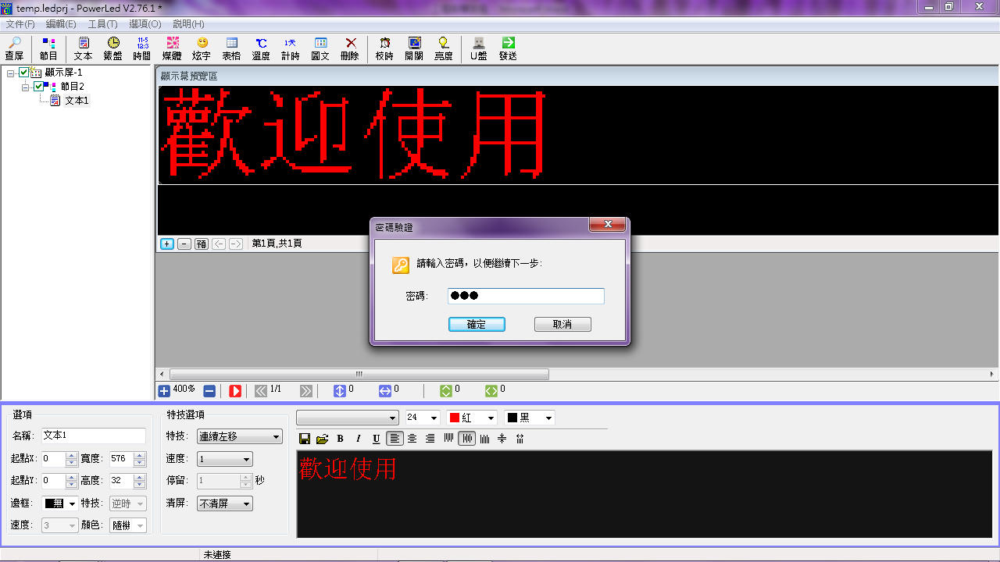 temp.ledprj - PowerLed V2.76.1 *
文件(F) 編輯(E) 工具(T) 選項(O) 說明(H)
11-5
12:3
℃
1天
查屏 節目 文本 錶盤 時間 媒體 炫字 表格 溫度 計時 圖文 刪除 校時 開關 亮度 U盤 發送
顯示屏-1
節目2
文本1
顯示幕預覽區
歡迎使用
+ - 預 第1頁,共1頁
密碼驗證
請輸入密碼，以便繼續下一步:
密碼: ●●●
確定 取消
400% 1/1 0 0 0 0
選項
名稱: 文本1
起點X: 0 寬度: 576
起點Y: 0 高度: 32
邊框: 特技: 逆時
速度: 3 顏色: 隨機
特技選項
特技: 連續左移
速度: 1
停留: 1 秒
清屏: 不清屏
24 紅 黑
B I U
歡迎使用
未連接